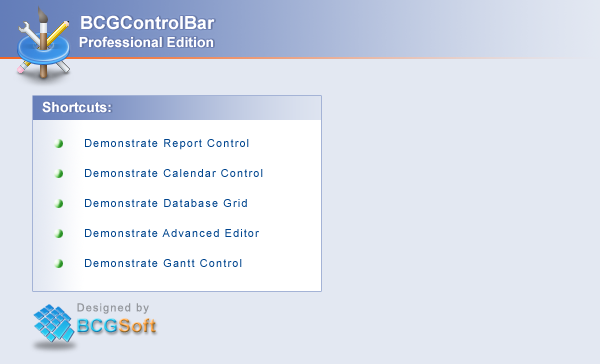 BCGControlBar
Professional Edition
Shortcuts:
Demonstrate Report Control
Demonstrate Calendar Control
Demonstrate Database Grid
Demonstrate Advanced Editor
Demonstrate Gantt Control
Designed by
BCGSoft